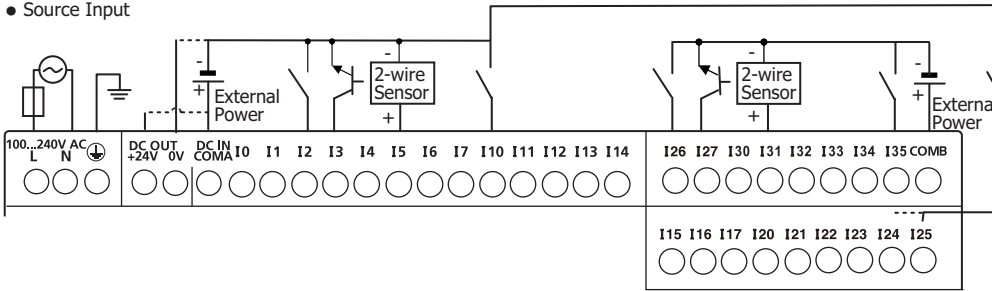 ● Source Input
- - - -
2-wire 2-wire
Sensor Sensor
+ External + + Externa
Power + Power
100...240V AC DC OUT DC IN
L N +24V 0V COMA I0 I1 I2 I3 I4 I5 I6 I7 I10 I11 I12 I13 I14 I26 I27 I30 I31 I32 I33 I34 I35 COMB
I15 I16 I17 I20 I21 I22 I23 I24 I25